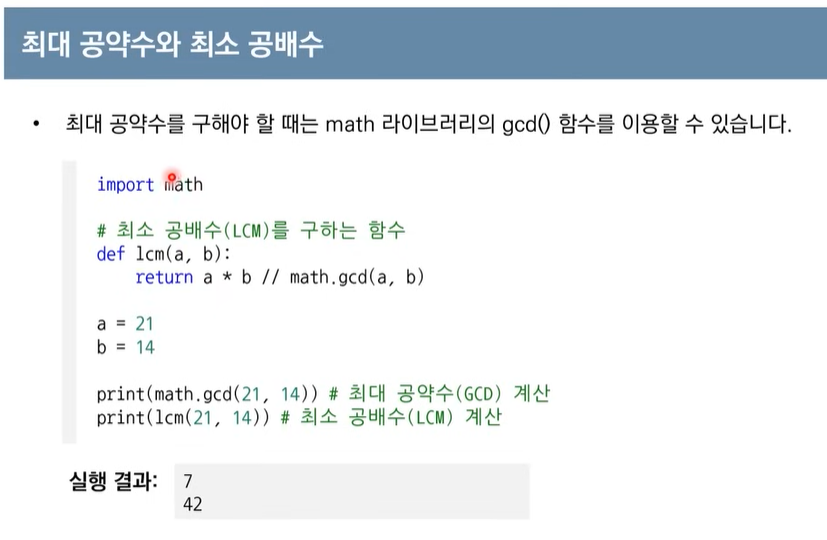 최대 공약수와 최소 공배수
• 최대 공약수를 구해야 할 때는 math 라이브러리의 gcd() 함수를 이용할 수 있습니다.
import math
# 최소 공배수(LCM)를 구하는 함수
def lcm(a, b):
    return a * b // math.gcd(a, b)
a = 21
b = 14
print(math.gcd(21, 14)) # 최대 공약수(GCD) 계산
print(lcm(21, 14)) # 최소 공배수(LCM) 계산
실행 결과:
7
42